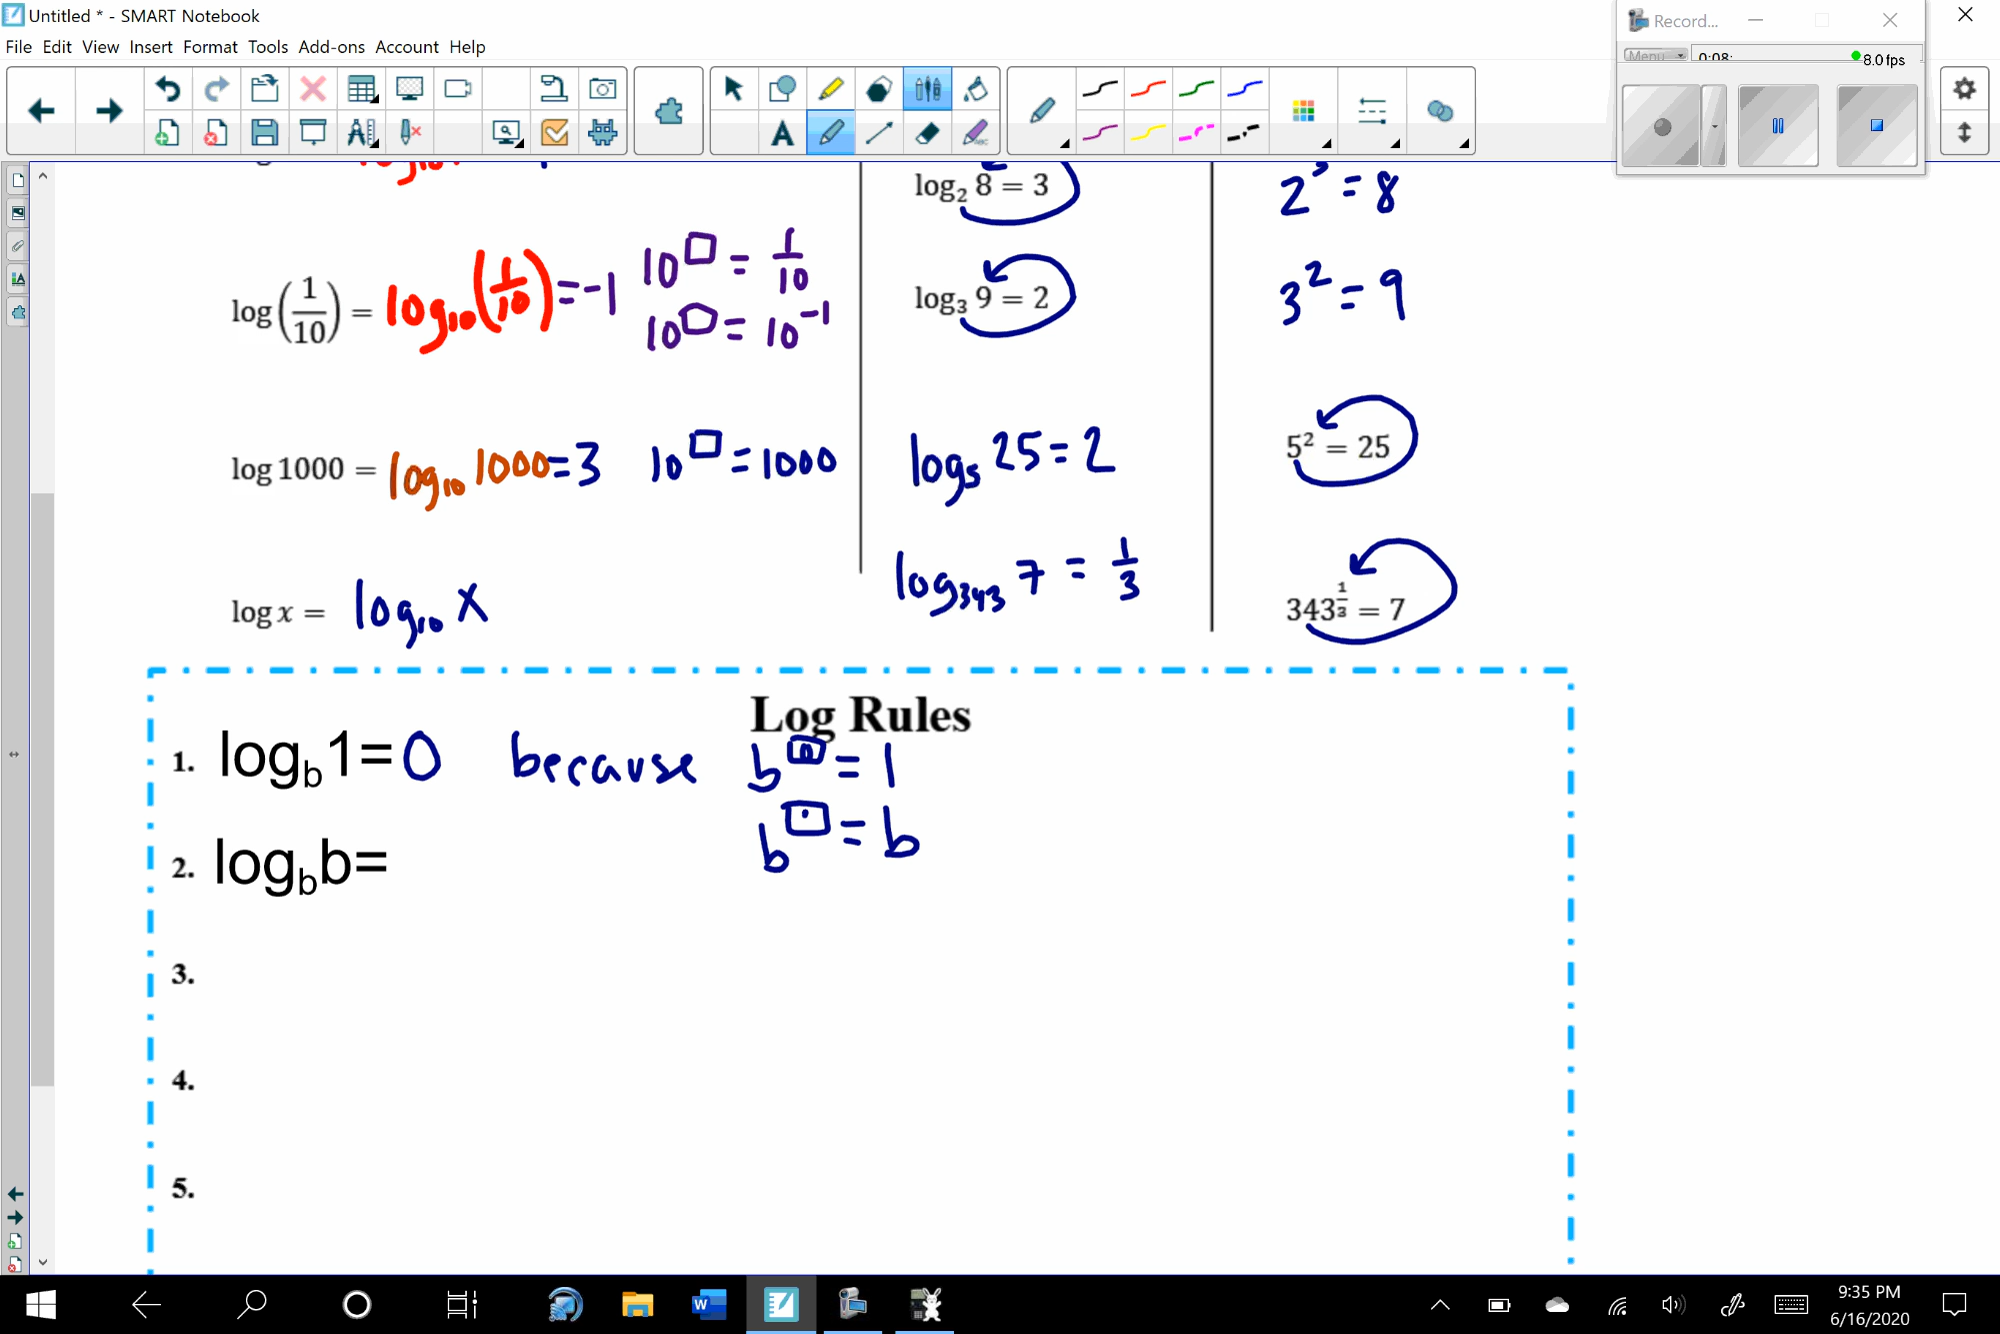 Untitled * - SMART Notebook
File Edit View Insert Format Tools Add-ons Account Help
Record...
Menu 0:08: 8.0 fps
log₂ 8 = 3
2³ = 8
log(1/10) = log₁₀(1/10) = -1
10^□ = 1/10
10^□ = 10⁻¹
log₃ 9 = 2
3² = 9
log 1000 = log₁₀ 1000 = 3
10^□ = 1000
log₅ 25 = 2
5² = 25
log x = log₁₀ x
log₃₄₃ 7 = 1/3
343^(1/3) = 7
Log Rules
1. log_b 1 = 0 because b^0 = 1
b^□ = b
2. log_b b =
3.
4.
5.
9:35 PM
6/16/2020